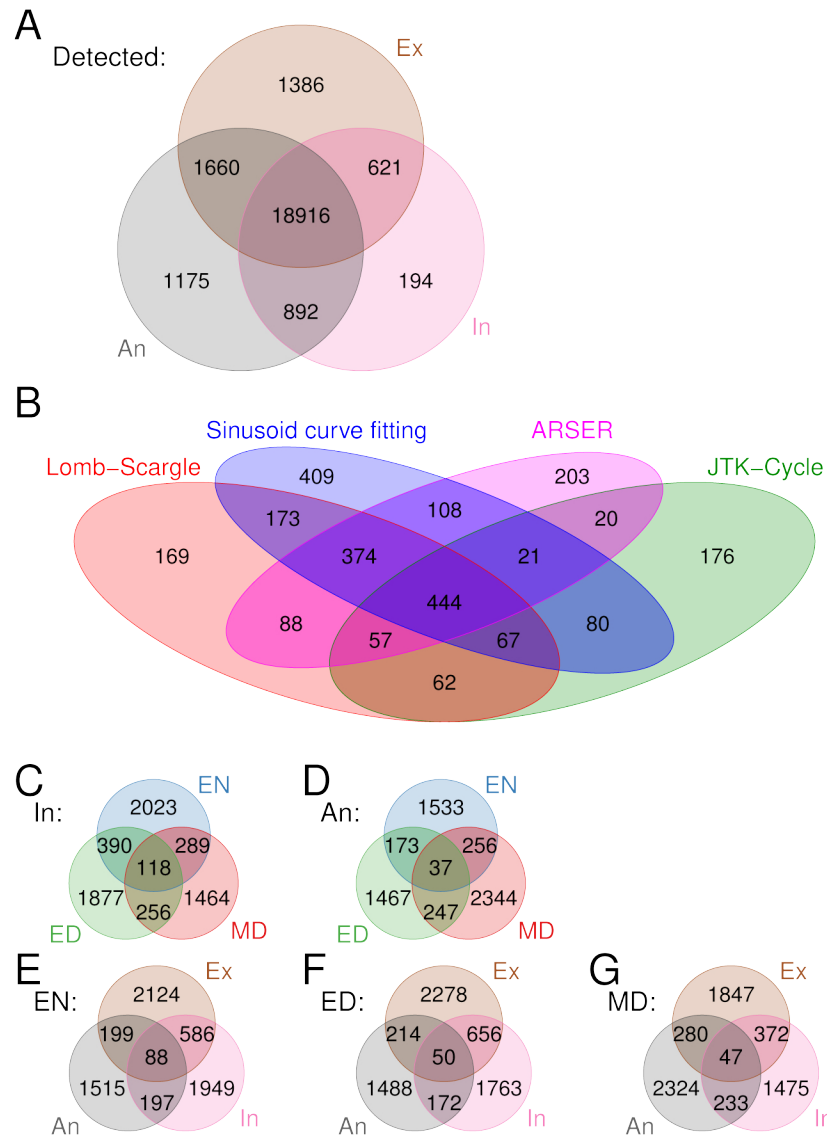 A
Detected:
Ex
1386
1660
621
18916
1175
194
892
An
In
B
Sinusoid curve fitting
ARSER
Lomb−Scargle
JTK−Cycle
409
203
173
108
20
169
374
21
176
444
88
57
67
80
62
C
D
In:
EN
An:
EN
2023
1533
390
289
173
256
118
37
1877
1464
1467
2344
256
247
ED
MD
ED
MD
E
F
G
EN:
Ex
ED:
Ex
MD:
Ex
2124
2278
1847
199
586
214
656
280
372
88
50
47
1515
1949
1488
1763
2324
1475
197
172
233
An
In
An
In
An
In